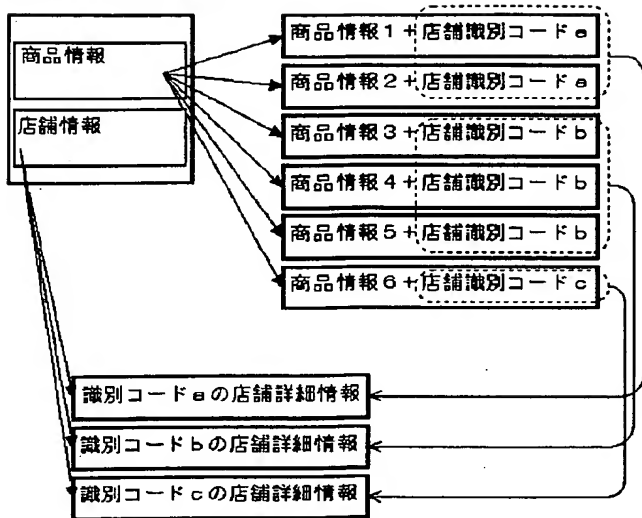 商品情報
店舗情報
商品情報1+店舗識別コードa
商品情報2+店舗識別コードa
商品情報3+店舗識別コードb
商品情報4+店舗識別コードb
商品情報5+店舗識別コードb
商品情報6+店舗識別コードc
識別コードaの店舗詳細情報
識別コードbの店舗詳細情報
識別コードcの店舗詳細情報